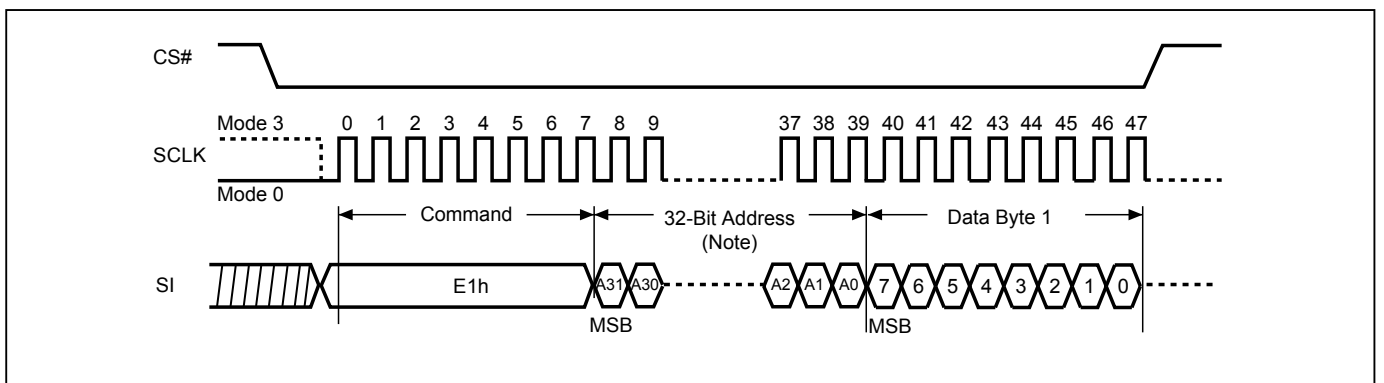 CS#
Mode 3
0 1 2 3 4 5 6 7 8 9 37 38 39 40 41 42 43 44 45 46 47
SCLK
Mode 0
Command 32-Bit Address Data Byte 1
(Note)
SI E1h A31 A30 A2 A1 A0 7 6 5 4 3 2 1 0
MSB MSB